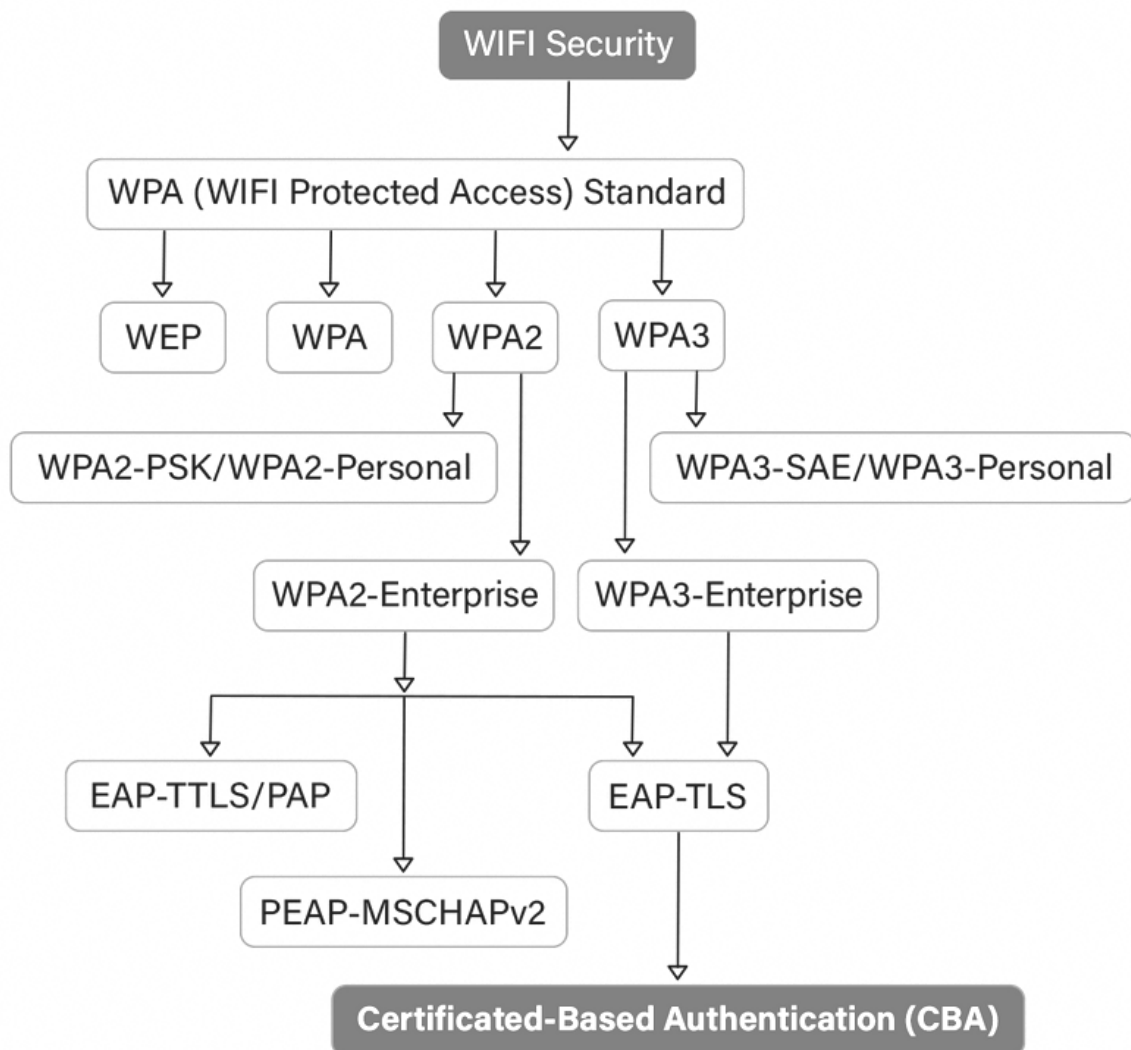 WIFI Security
WPA (WIFI Protected Access) Standard
WEP
WPA
WPA2
WPA3
WPA2-PSK/WPA2-Personal
WPA3-SAE/WPA3-Personal
WPA2-Enterprise
WPA3-Enterprise
EAP-TTLS/PAP
EAP-TLS
PEAP-MSCHAPv2
Certificated-Based Authentication (CBA)